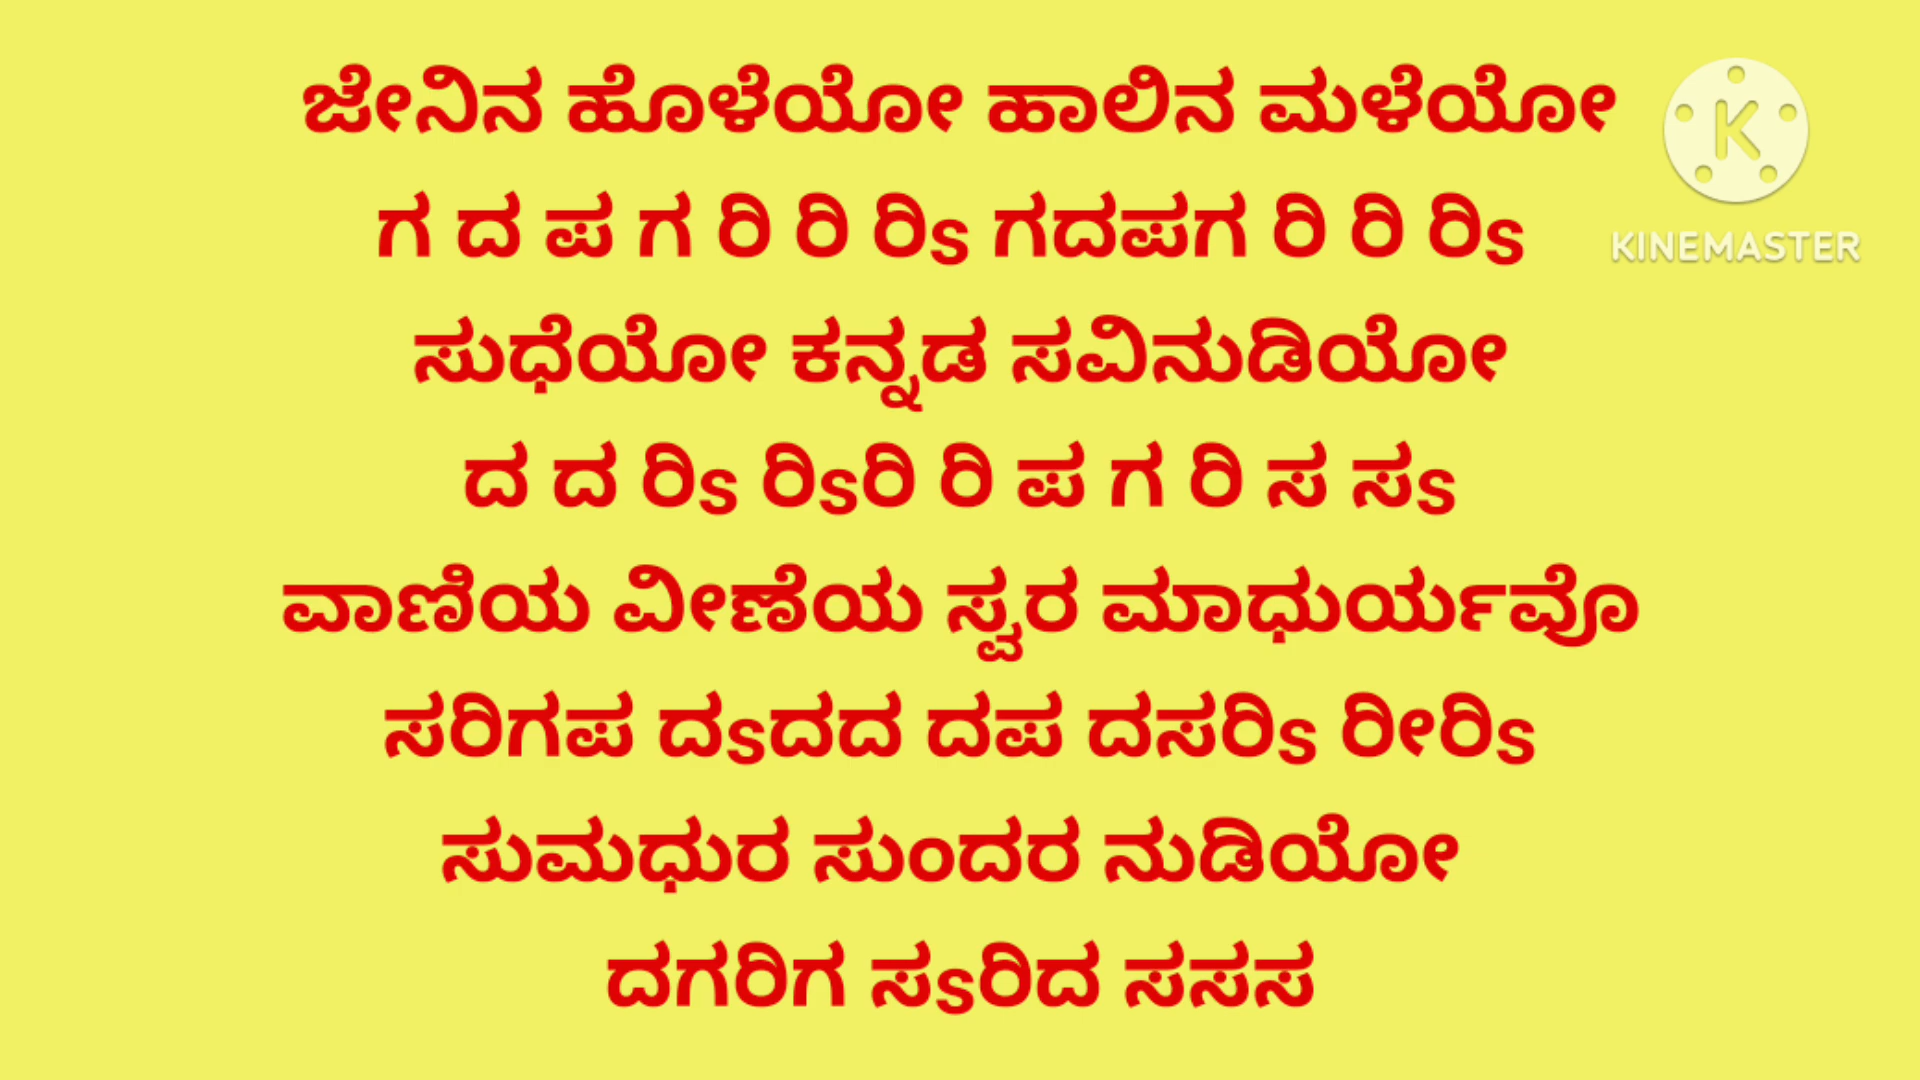 ಜೇನಿನ ಹೊಳೆಯೋ ಹಾಲಿನ ಮಳೆಯೋ
ಗ ದ ಪ ಗ ರಿ ರಿ ರಿs ಗದಪಗ ರಿ ರಿ ರಿs
ಸುಧೆಯೋ ಕನ್ನಡ ಸವಿನುಡಿಯೋ
ದ ದ ರಿs ರಿsರಿ ರಿ ಪ ಗ ರಿ ಸ ಸs
ವಾಣಿಯ ವೀಣೆಯ ಸ್ವರ ಮಾಧುರ್ಯವೊ
ಸರಿಗಪ ದsದದ ದಪ ದಸರಿs ರೀರಿs
ಸುಮಧುರ ಸುಂದರ ನುಡಿಯೋ
ದಗರಿಗ ಸsರಿದ ಸಸಸ
K
KINEMASTER